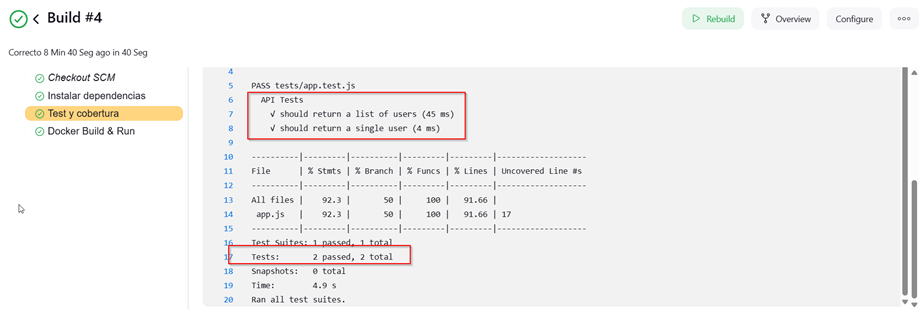 Build #4
Rebuild
Overview
Configure
Correcto 8 Min 40 Seg ago in 40 Seg
Checkout SCM
Instalar dependencias
Test y cobertura
Docker Build & Run
4
5 PASS tests/app.test.js
6 API Tests
7 √ should return a list of users (45 ms)
8 √ should return a single user (4 ms)
9
10 ----------|---------|----------|---------|---------|-------------------
11 File | % Stmts | % Branch | % Funcs | % Lines | Uncovered Line #s
12 ----------|---------|----------|---------|---------|-------------------
13 All files | 92.3 | 50 | 100 | 91.66 |
14 app.js | 92.3 | 50 | 100 | 91.66 | 17
15 ----------|---------|----------|---------|---------|-------------------
16 Test Suites: 1 passed, 1 total
17 Tests: 2 passed, 2 total
18 Snapshots: 0 total
19 Time: 4.9 s
20 Ran all test suites.